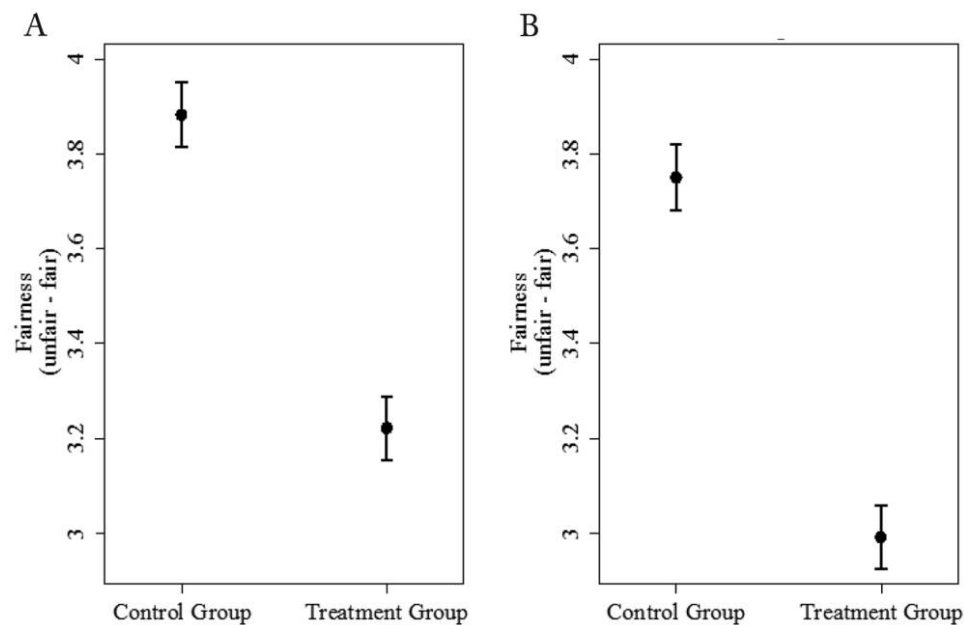 A
Fairness
(unfair - fair)
4
3.8
3.6
3.4
3.2
3
Control Group
Treatment Group
B
Fairness
(unfair - fair)
4
3.8
3.6
3.4
3.2
3
Control Group
Treatment Group